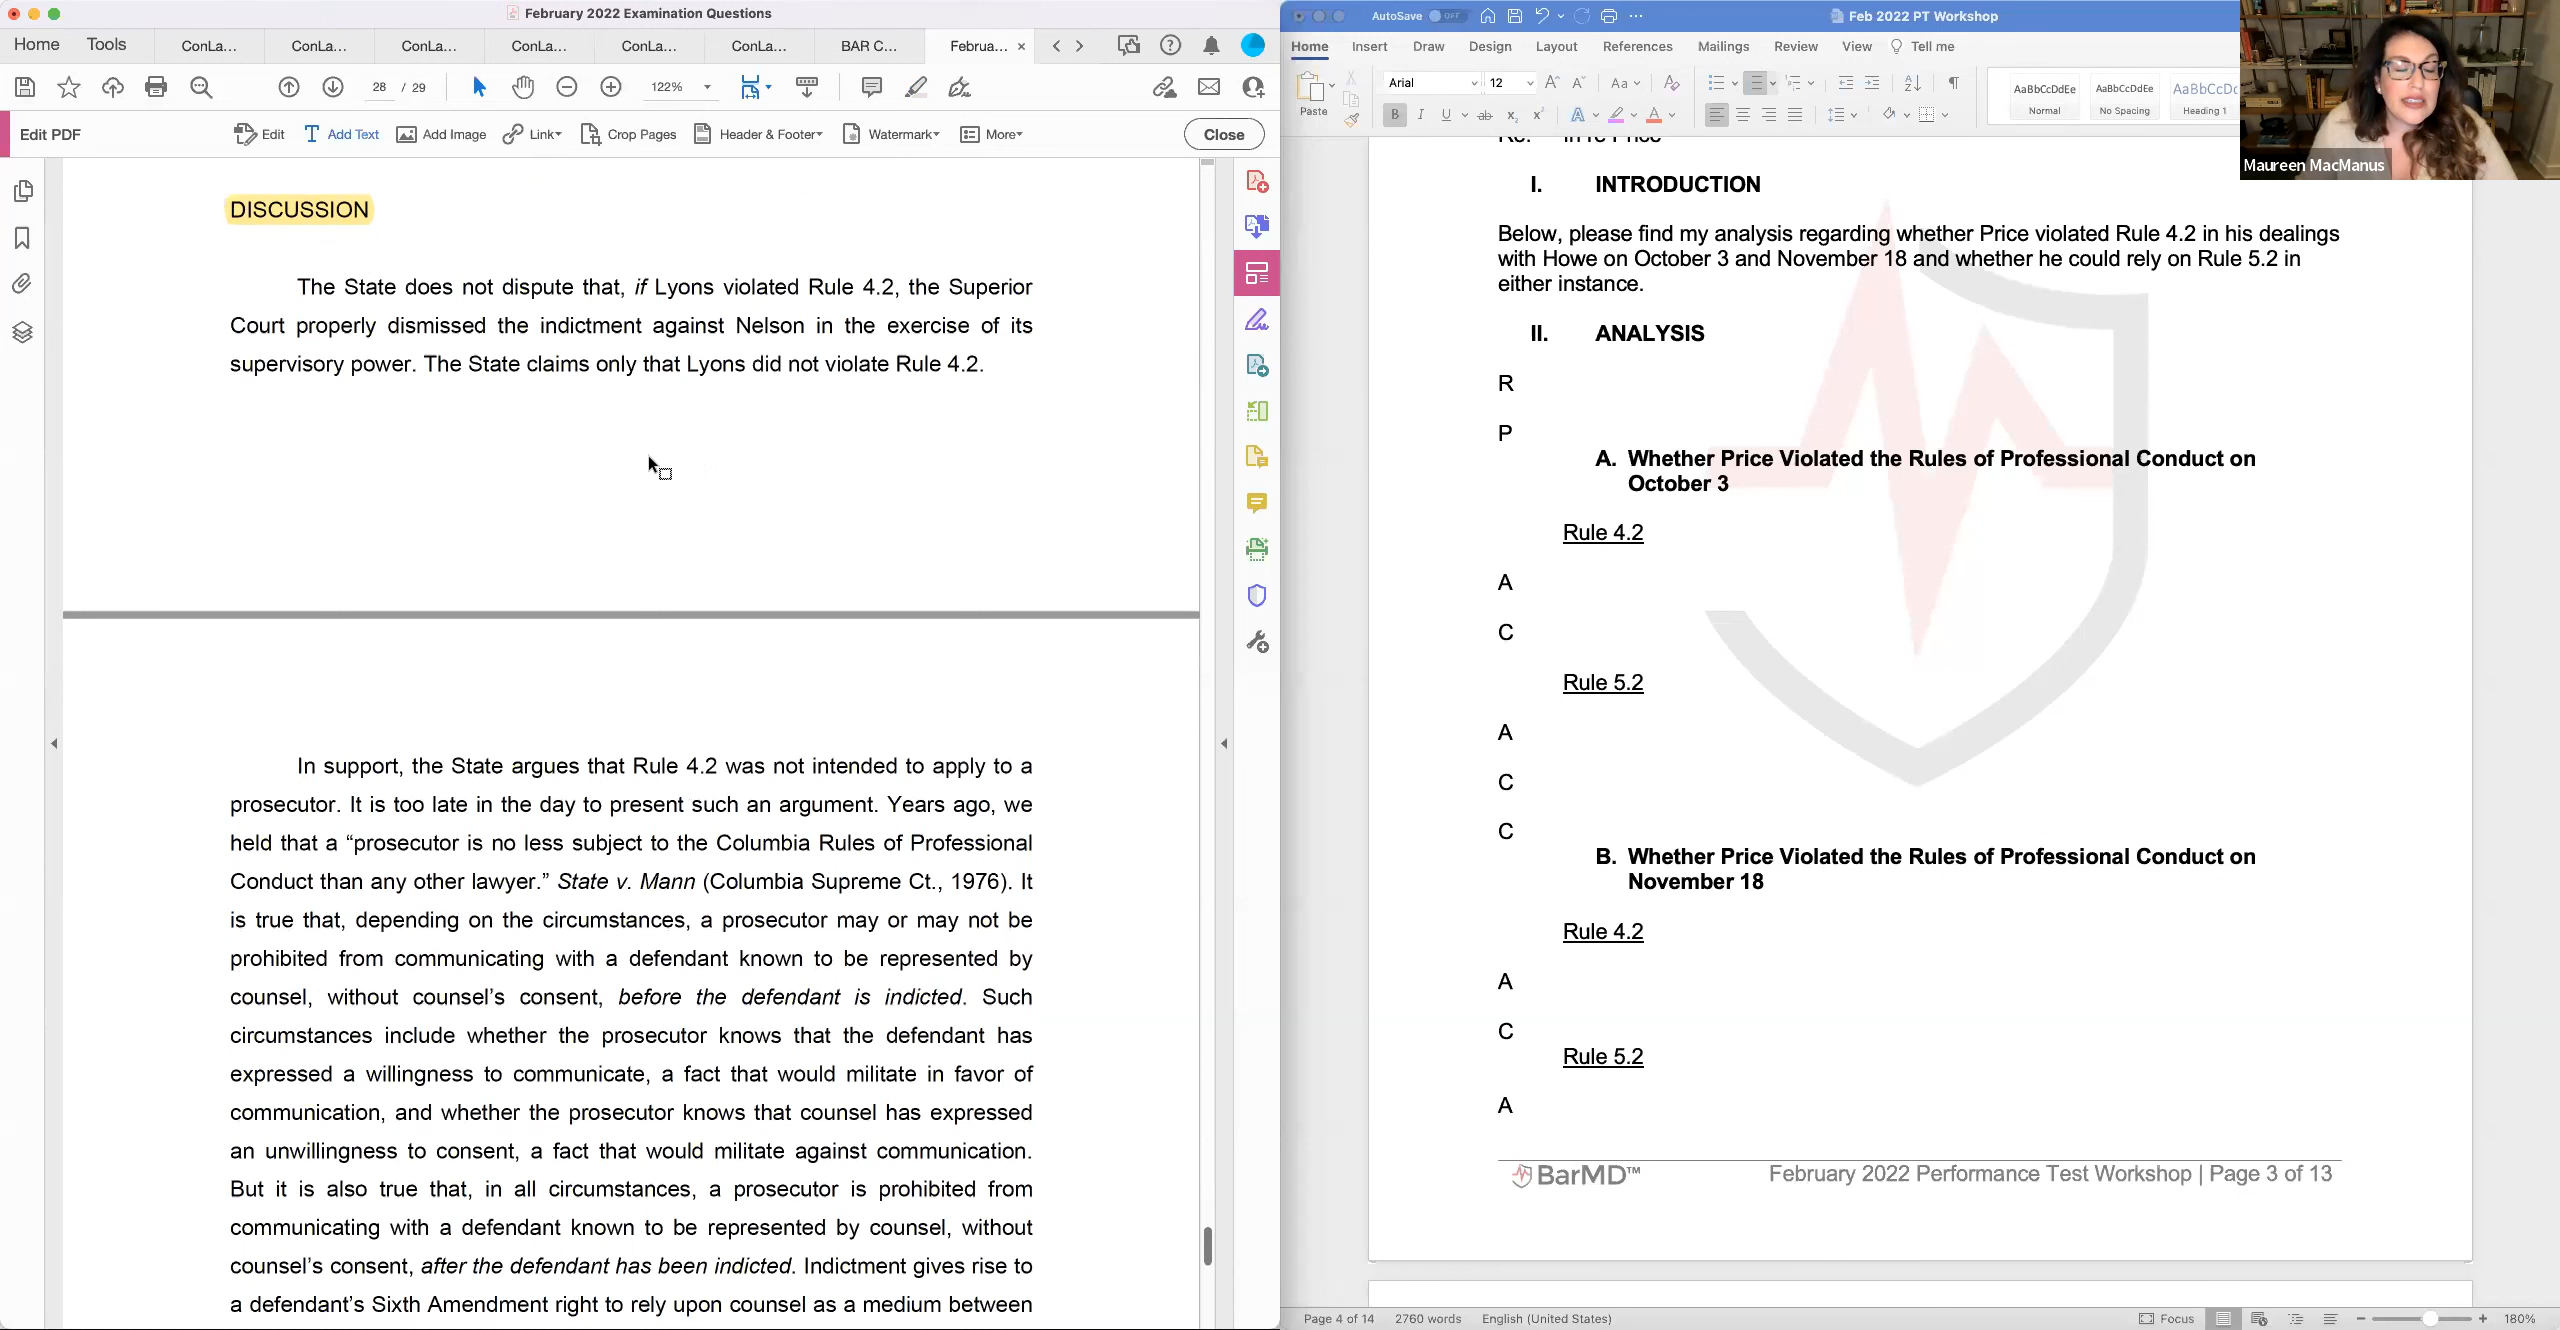 February 2022 Examination Questions
Home Tools ConLa... ConLa... ConLa... ConLa... ConLa... ConLa... BAR C... Februa... ×
28 / 29 122%
Edit PDF Edit Add Text Add Image Link Crop Pages Header & Footer Watermark More Close
DISCUSSION
The State does not dispute that, if Lyons violated Rule 4.2, the Superior
Court properly dismissed the indictment against Nelson in the exercise of its
supervisory power. The State claims only that Lyons did not violate Rule 4.2.
In support, the State argues that Rule 4.2 was not intended to apply to a
prosecutor. It is too late in the day to present such an argument. Years ago, we
held that a “prosecutor is no less subject to the Columbia Rules of Professional
Conduct than any other lawyer.” State v. Mann (Columbia Supreme Ct., 1976). It
is true that, depending on the circumstances, a prosecutor may or may not be
prohibited from communicating with a defendant known to be represented by
counsel, without counsel’s consent, before the defendant is indicted. Such
circumstances include whether the prosecutor knows that the defendant has
expressed a willingness to communicate, a fact that would militate in favor of
communication, and whether the prosecutor knows that counsel has expressed
an unwillingness to consent, a fact that would militate against communication.
But it is also true that, in all circumstances, a prosecutor is prohibited from
communicating with a defendant known to be represented by counsel, without
counsel’s consent, after the defendant has been indicted. Indictment gives rise to
a defendant’s Sixth Amendment right to rely upon counsel as a medium between
AutoSave OFF Feb 2022 PT Workshop
Home Insert Draw Design Layout References Mailings Review View Tell me
Paste Arial 12 AaBbCcDdEe AaBbCcDdEe AaBbCcDc
Normal No Spacing Heading 1
Maureen MacManus
I. INTRODUCTION
Below, please find my analysis regarding whether Price violated Rule 4.2 in his dealings
with Howe on October 3 and November 18 and whether he could rely on Rule 5.2 in
either instance.
II. ANALYSIS
R
P
A. Whether Price Violated the Rules of Professional Conduct on
October 3
Rule 4.2
A
C
Rule 5.2
A
C
C
B. Whether Price Violated the Rules of Professional Conduct on
November 18
Rule 4.2
A
C
Rule 5.2
A
BarMD™ February 2022 Performance Test Workshop | Page 3 of 13
Page 4 of 14 2760 words English (United States) Focus 180%